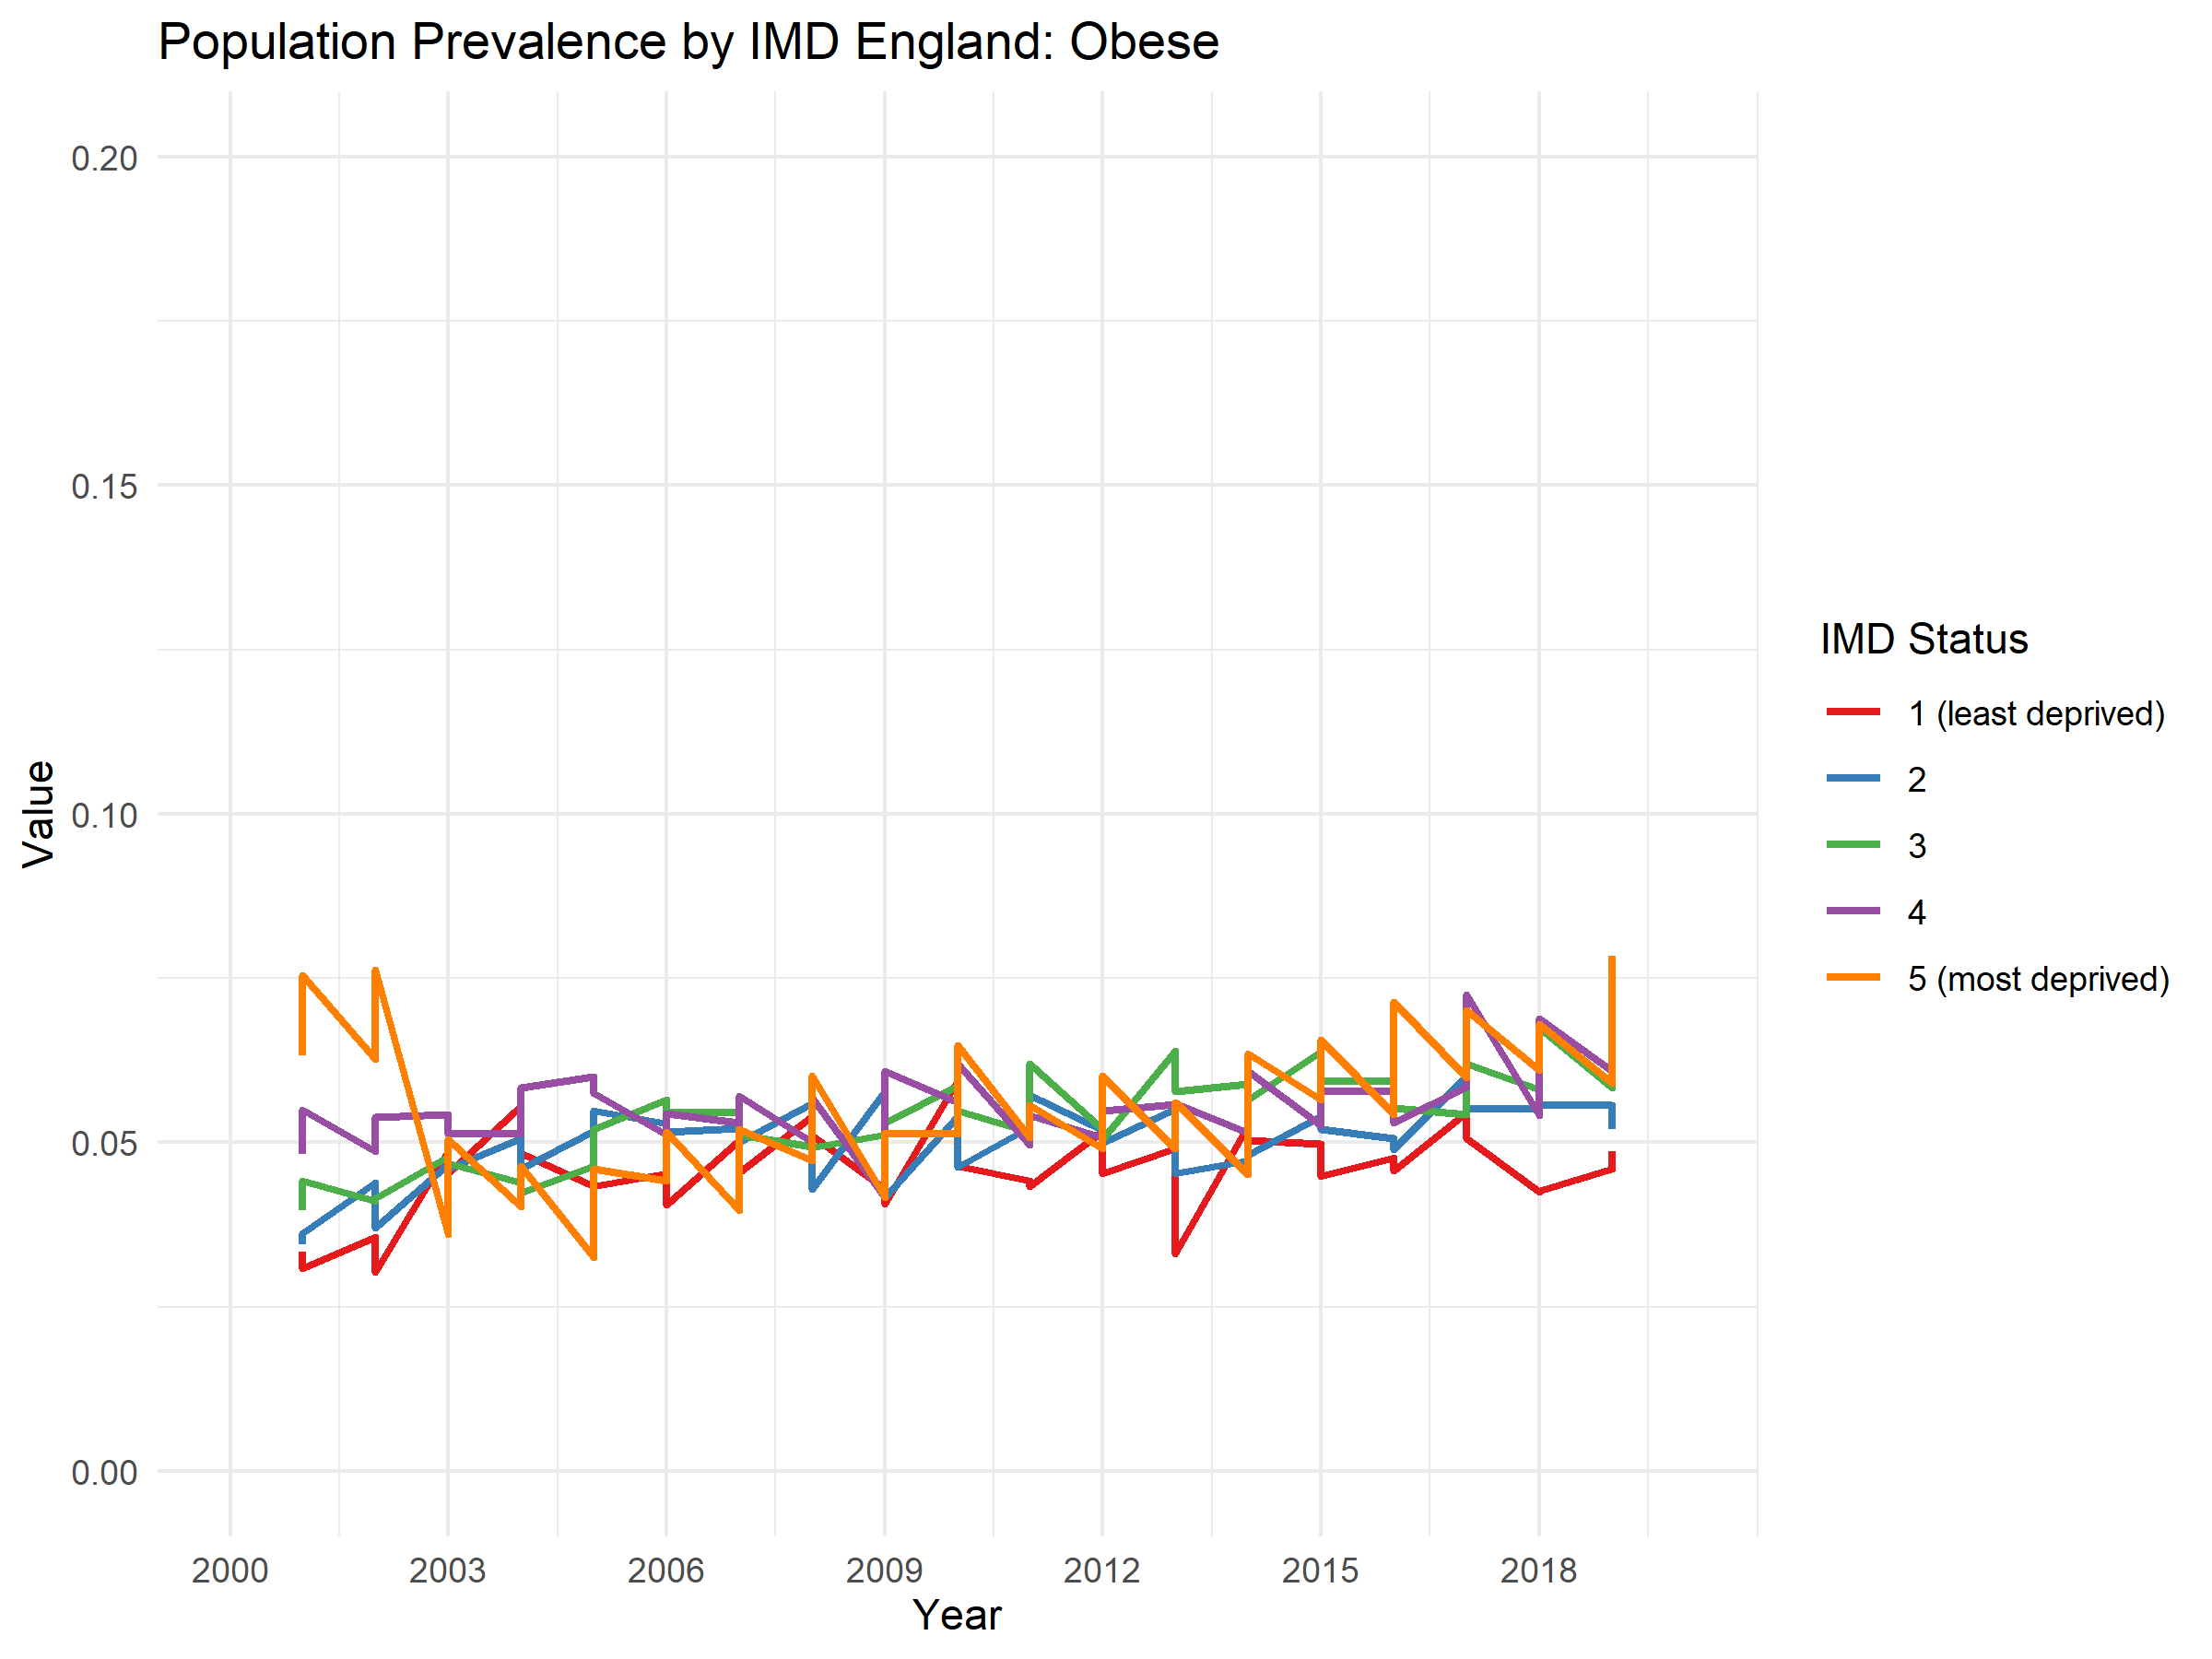 Population Prevalence by IMD England: Obese
0.20
0.15
0.10
0.05
0.00
Value
2000 2003 2006 2009 2012 2015 2018
Year
IMD Status
1 (least deprived)
2
3
4
5 (most deprived)